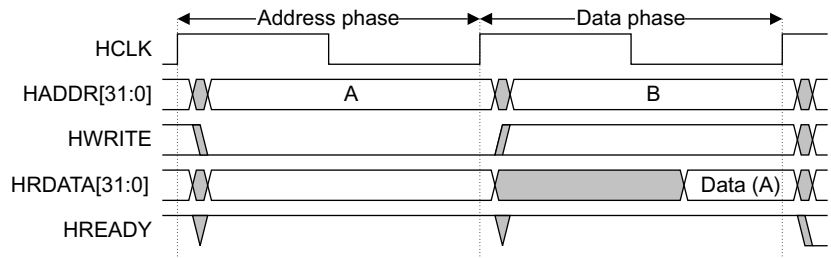 Address phase Data phase
HCLK
HADDR[31:0] A B
HWRITE
HRDATA[31:0] Data (A)
HREADY